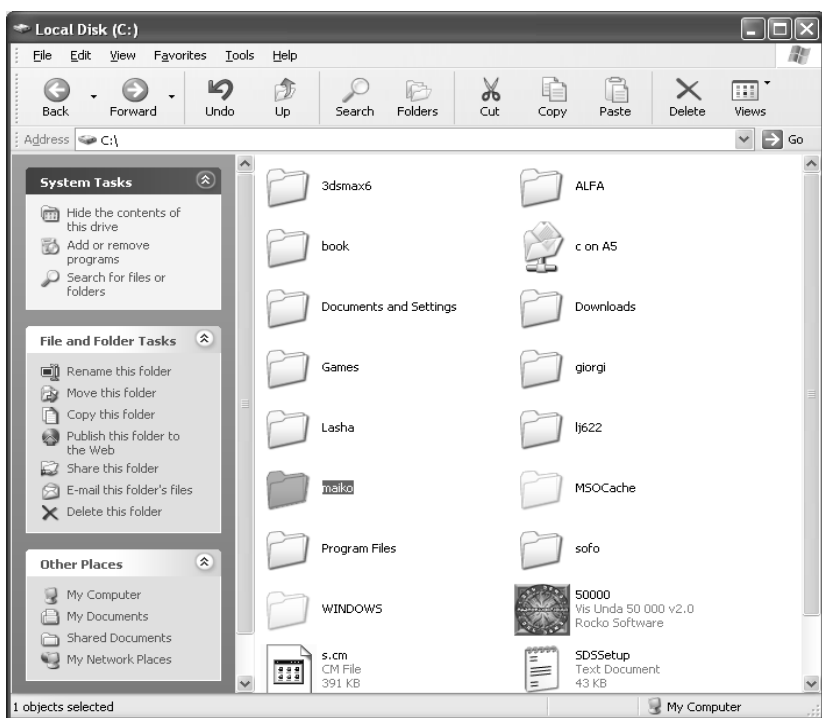 Local Disk (C:)
File Edit View Favorites Tools Help
Back Forward Undo Up Search Folders Cut Copy Paste Delete Views
Address C:\ Go
System Tasks
Hide the contents of
this drive
Add or remove
programs
Search for files or
folders
File and Folder Tasks
Rename this folder
Move this folder
Copy this folder
Publish this folder to
the Web
Share this folder
E-mail this folder's files
Delete this folder
Other Places
My Computer
My Documents
Shared Documents
My Network Places
3dsmax6
ALFA
book
c on A5
Documents and Settings
Downloads
Games
giorgi
Lasha
lj622
maiko
MSOCache
Program Files
sofo
WINDOWS
50000
Vis Unda 50 000 v2.0
Rocko Software
s.cm
CM File
391 KB
SDSSetup
Text Document
43 KB
1 objects selected
My Computer